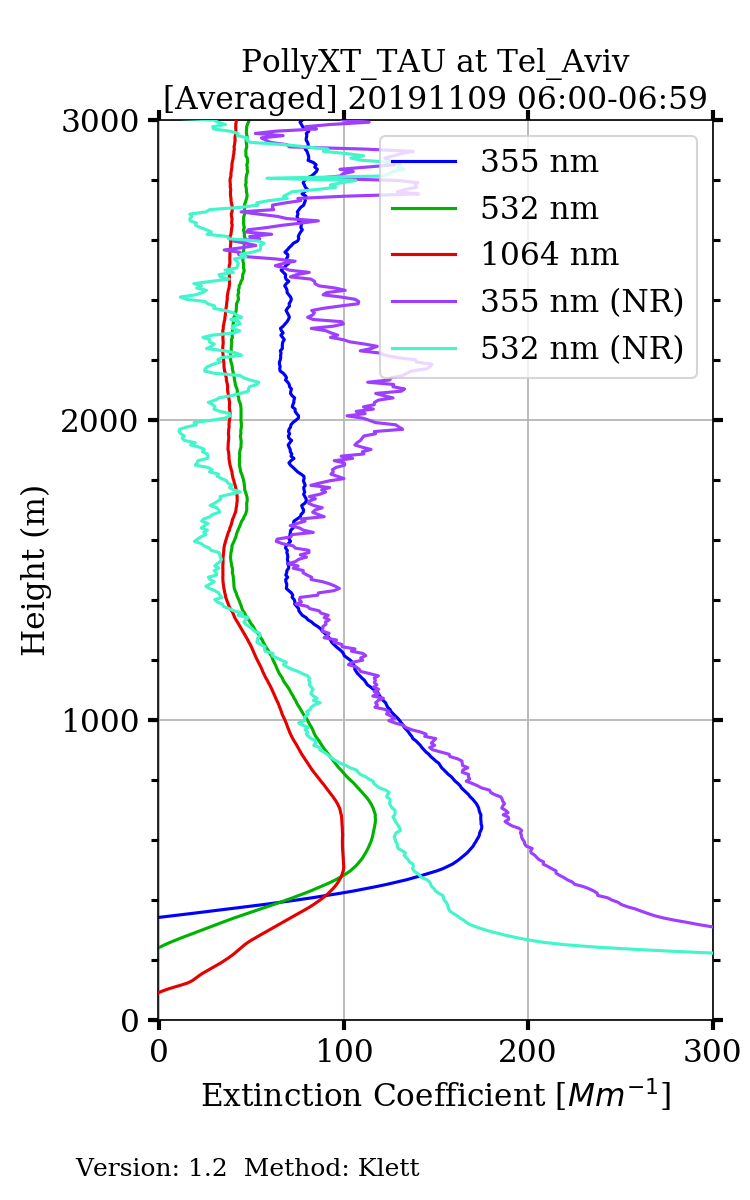 PollyXT_TAU at Tel_Aviv
[Averaged] 20191109 06:00-06:59
3000
2000
1000
0
Height (m)
355 nm
532 nm
1064 nm
355 nm (NR)
532 nm (NR)
0 100 200 300
Extinction Coefficient [Mm⁻¹]
Version: 1.2 Method: Klett